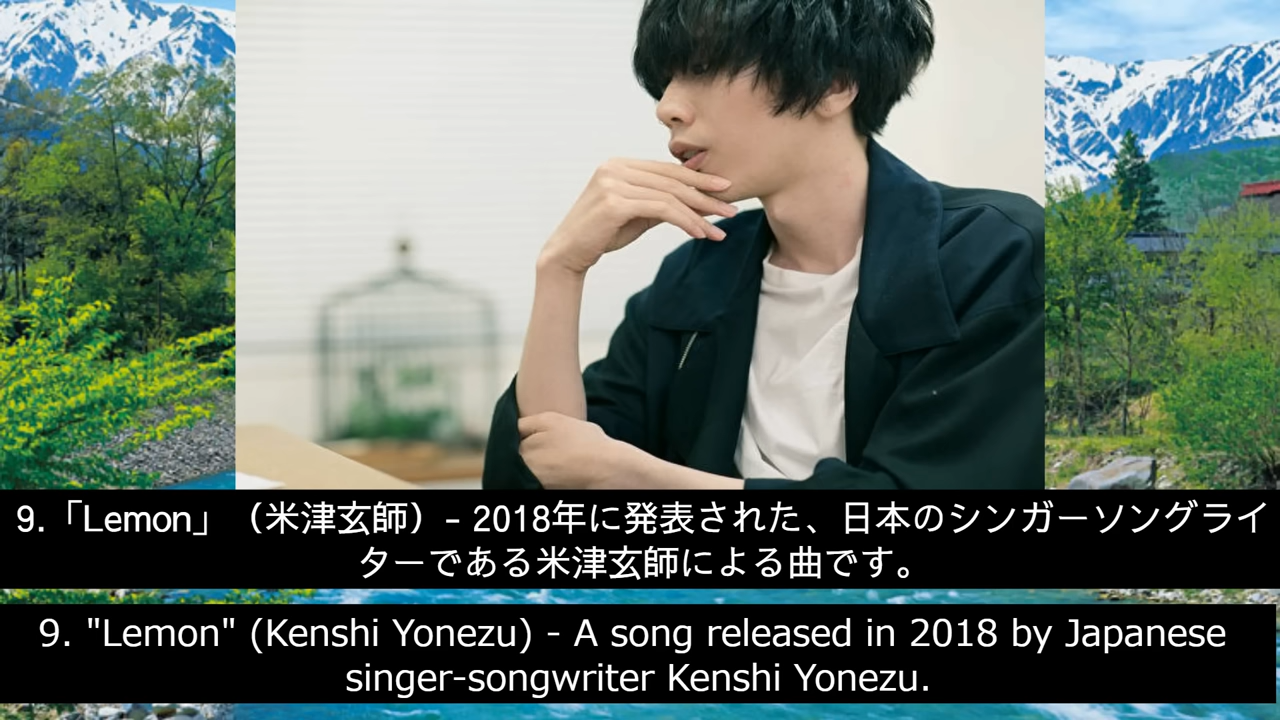 9.「Lemon」（米津玄師）- 2018年に発表された、日本のシンガーソングライ
ターである米津玄師による曲です。
9. "Lemon" (Kenshi Yonezu) - A song released in 2018 by Japanese
singer-songwriter Kenshi Yonezu.